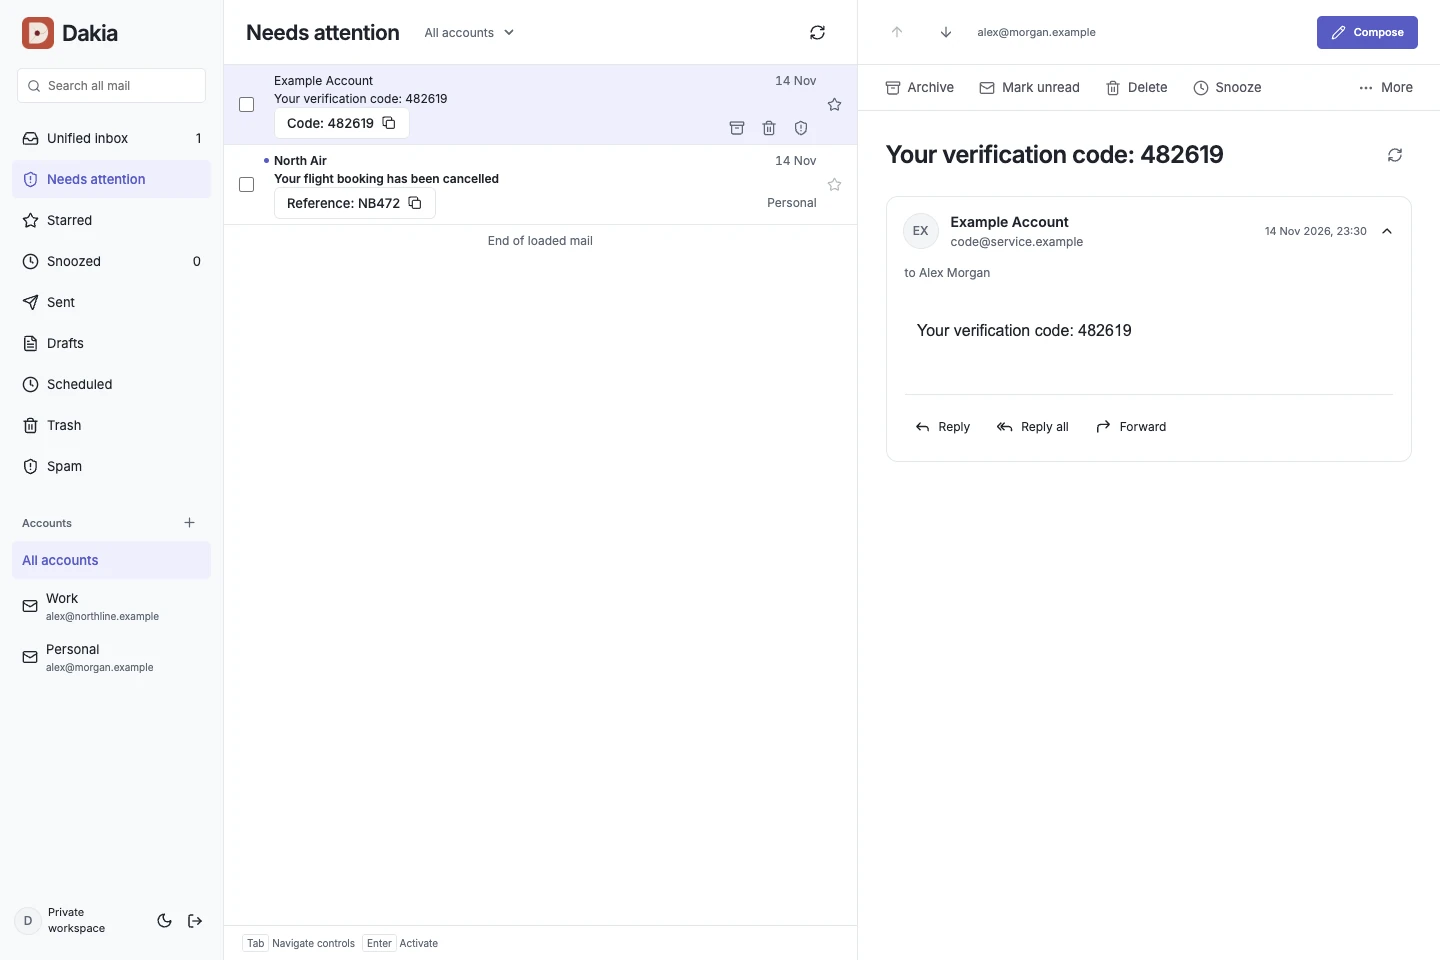 Dakia
Search all mail
Unified inbox 1
Needs attention
Starred
Snoozed 0
Sent
Drafts
Scheduled
Trash
Spam
Accounts
All accounts
Work
alex@northline.example
Personal
alex@morgan.example
D
Private
workspace
Needs attention All accounts
Example Account 14 Nov
Your verification code: 482619
Code: 482619
North Air 14 Nov
Your flight booking has been cancelled
Reference: NB472 Personal
End of loaded mail
Tab Navigate controls Enter Activate
alex@morgan.example Compose
Archive Mark unread Delete Snooze More
Your verification code: 482619
EX
Example Account 14 Nov 2026, 23:30
code@service.example
to Alex Morgan
Your verification code: 482619
Reply Reply all Forward